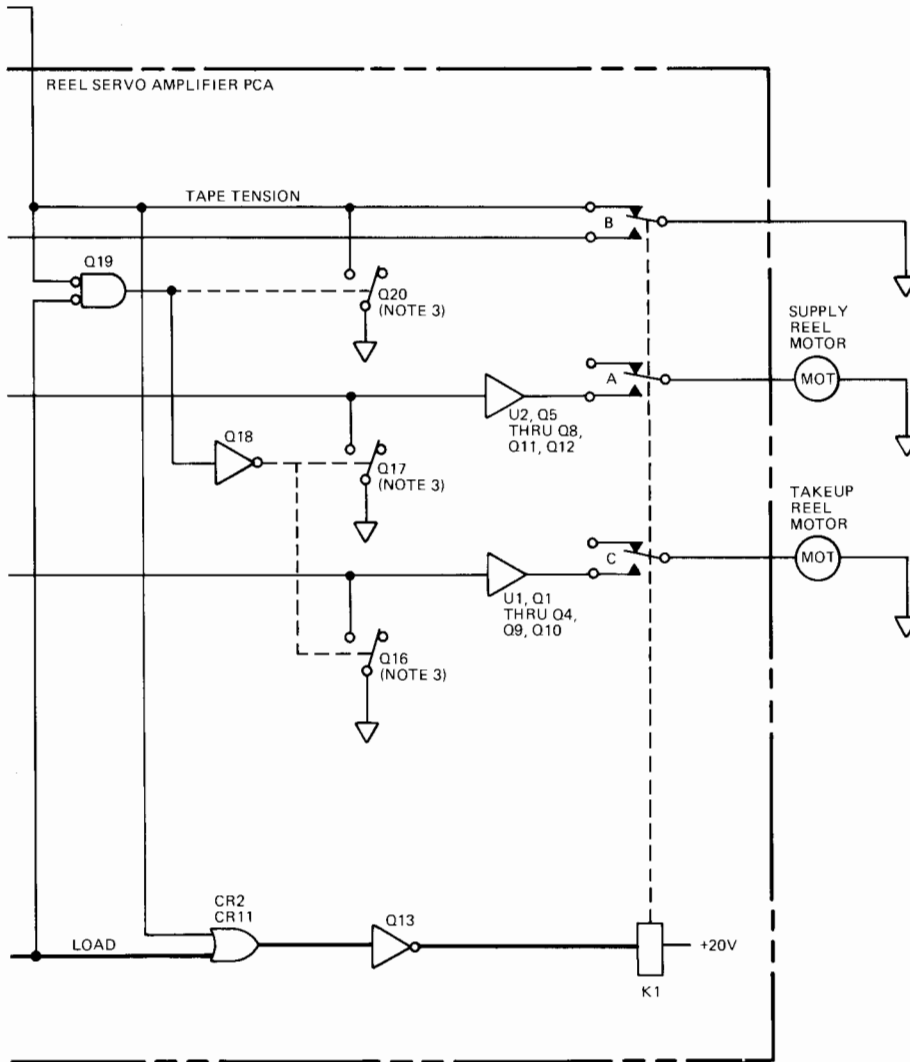 REEL SERVO AMPLIFIER PCA
TAPE TENSION
B
Q19
Q20
(NOTE 3)
SUPPLY
REEL
MOTOR
A
MOT
U2, Q5
THRU Q8,
Q11, Q12
Q18
Q17
(NOTE 3)
TAKEUP
REEL
MOTOR
C
MOT
U1, Q1
THRU Q4,
Q9, Q10
Q16
(NOTE 3)
CR2
CR11
Q13
LOAD
+20V
K1